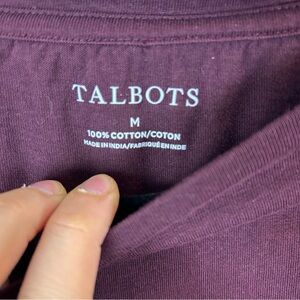 TALBOTS
M
100% COTTON/COTON
MADE IN INDIA/FABRIQUÉ EN INDE